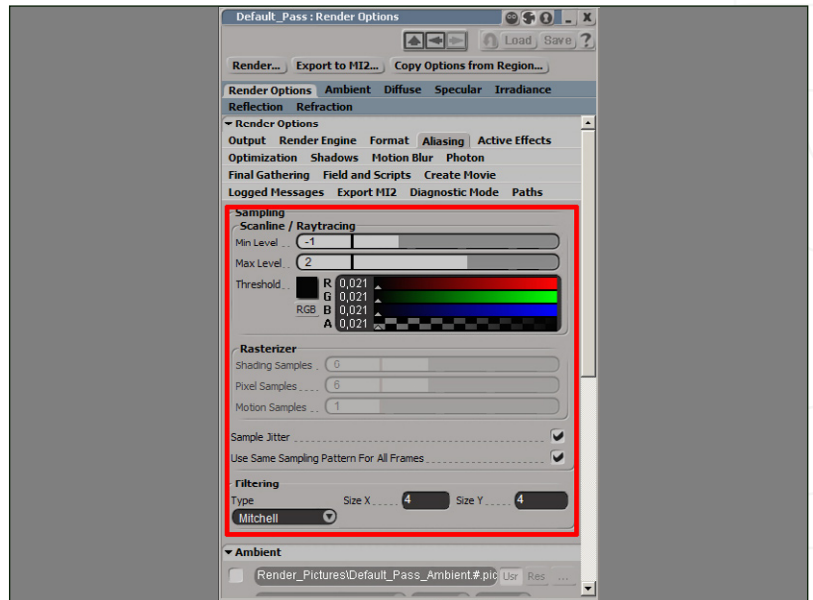 Default_Pass : Render Options
Load Save ?
Render... Export to MI2... Copy Options from Region...
Render Options Ambient Diffuse Specular Irradiance
Reflection Refraction
Render Options
Output Render Engine Format Aliasing Active Effects
Optimization Shadows Motion Blur Photon
Final Gathering Field and Scripts Create Movie
Logged Messages Export MI2 Diagnostic Mode Paths
Sampling
Scanline / Raytracing
Min Level -1
Max Level 2
Threshold R 0,021
G 0,021
RGB B 0,021
A 0,021
Rasterizer
Shading Samples 6
Pixel Samples 6
Motion Samples 1
Sample Jitter
Use Same Sampling Pattern For All Frames
Filtering
Type Size X 4 Size Y 4
Mitchell
Ambient
Render_Pictures\Default_Pass_Ambient.#.pic Usr Res ...